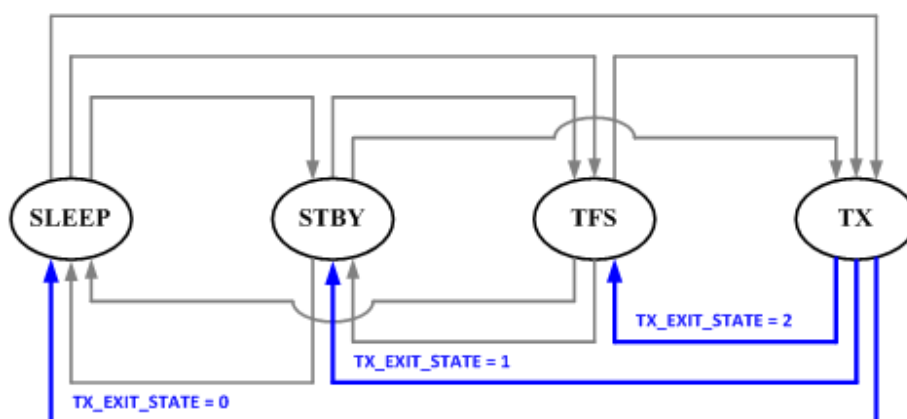 SLEEP
STBY
TFS
TX
TX_EXIT_STATE = 2
TX_EXIT_STATE = 1
TX_EXIT_STATE = 0